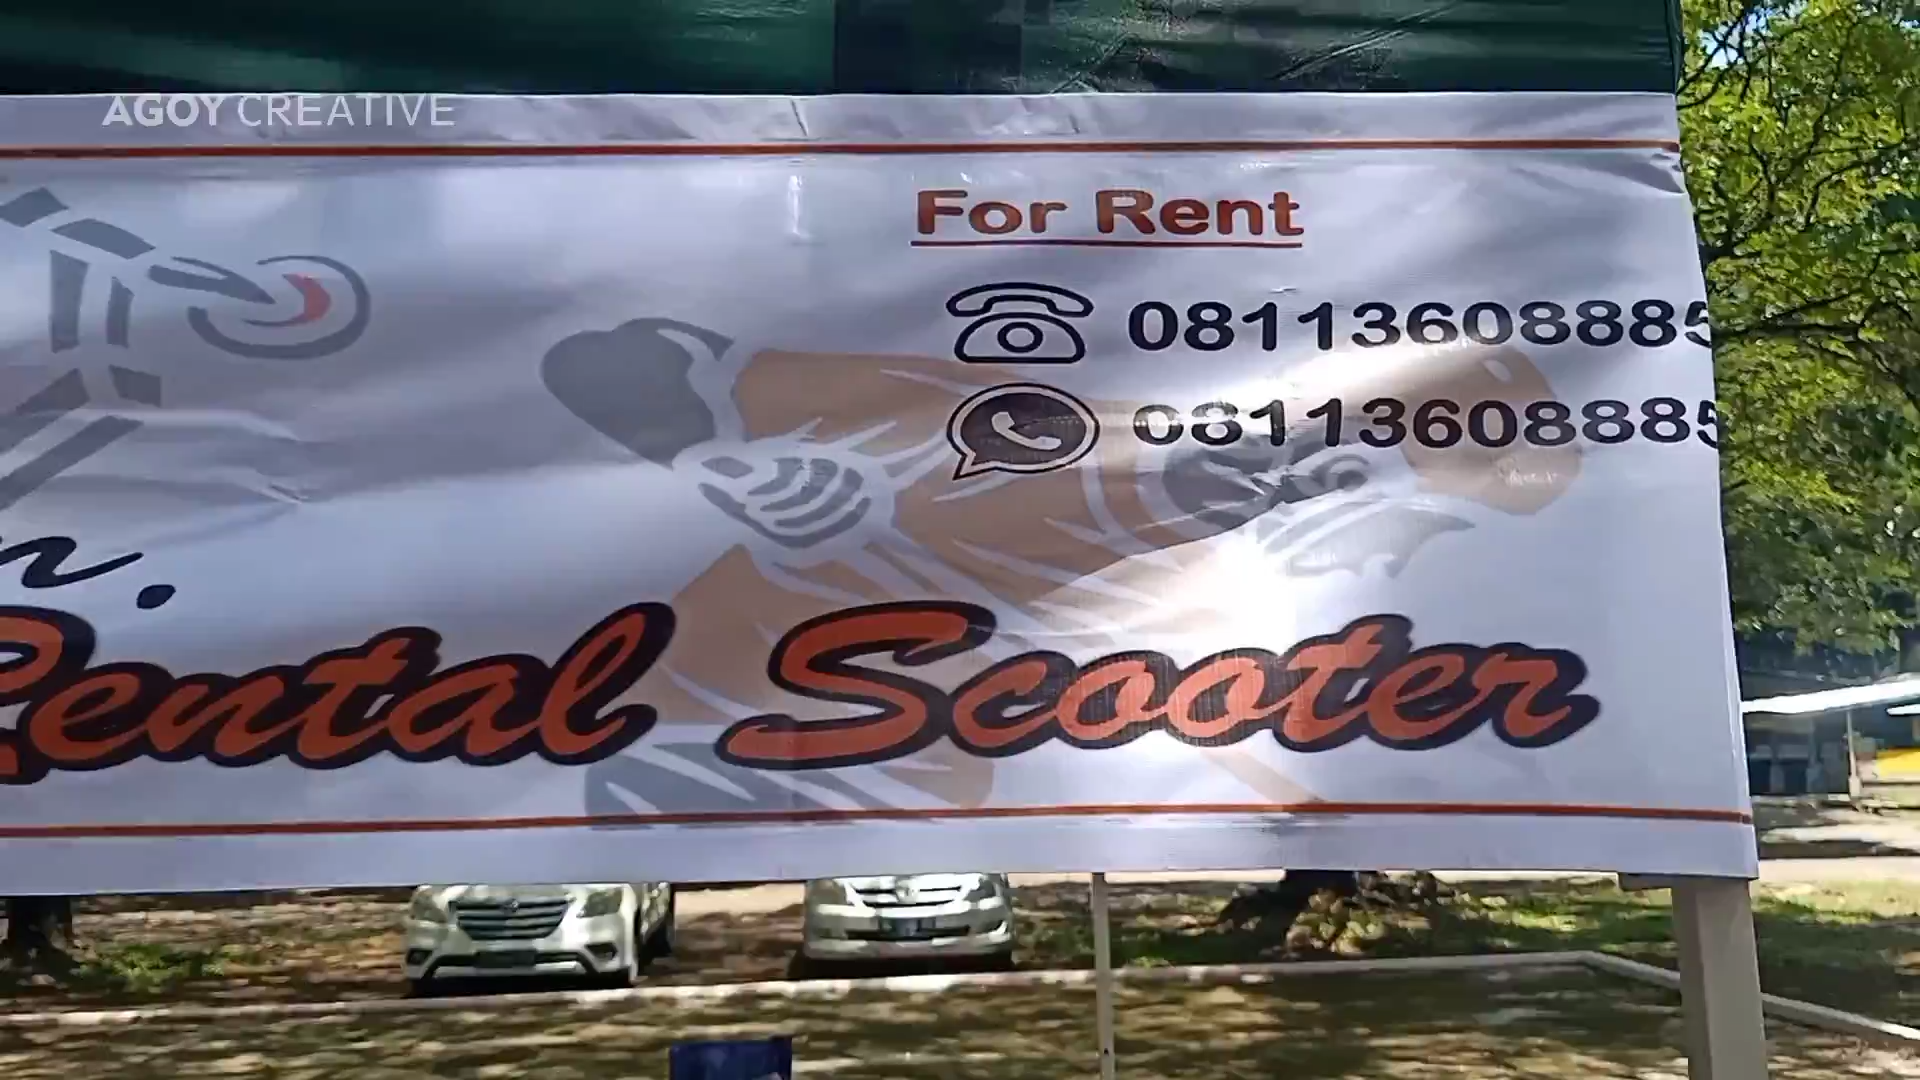 AGOY CREATIVE
For Rent
08113608885
08113608885
n.
Rental Scooter